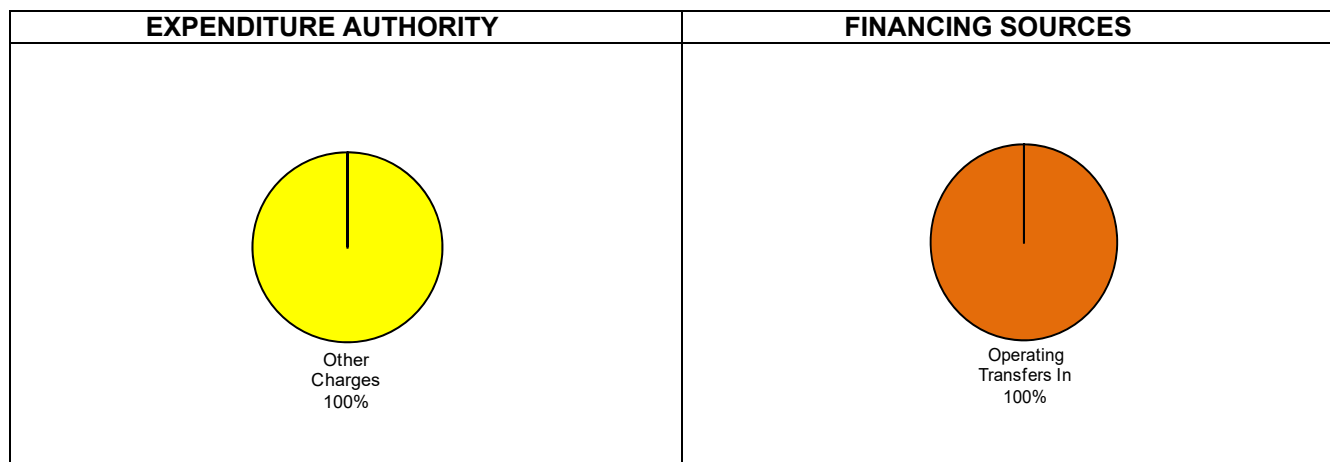 EXPENDITURE AUTHORITY
FINANCING SOURCES
Other
Charges
100%
Operating
Transfers In
100%